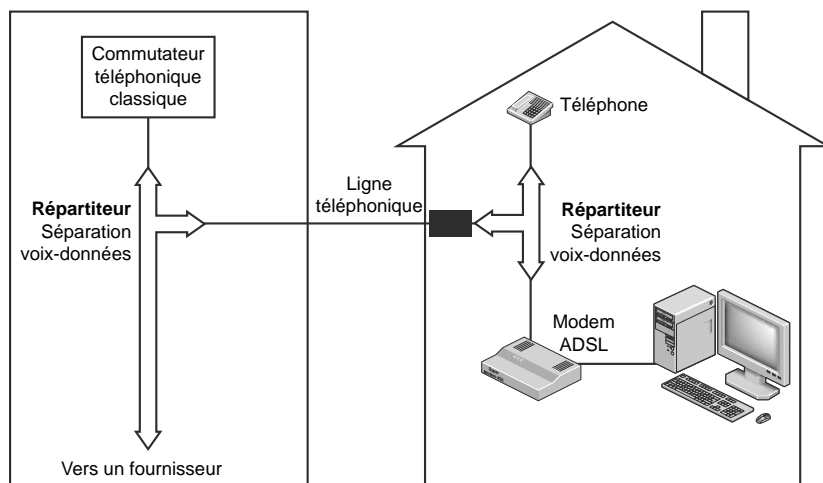 Commutateur
téléphonique
classique
Répartiteur
Séparation
voix-données
Vers un fournisseur
Ligne
téléphonique
Téléphone
Répartiteur
Séparation
voix-données
Modem
ADSL